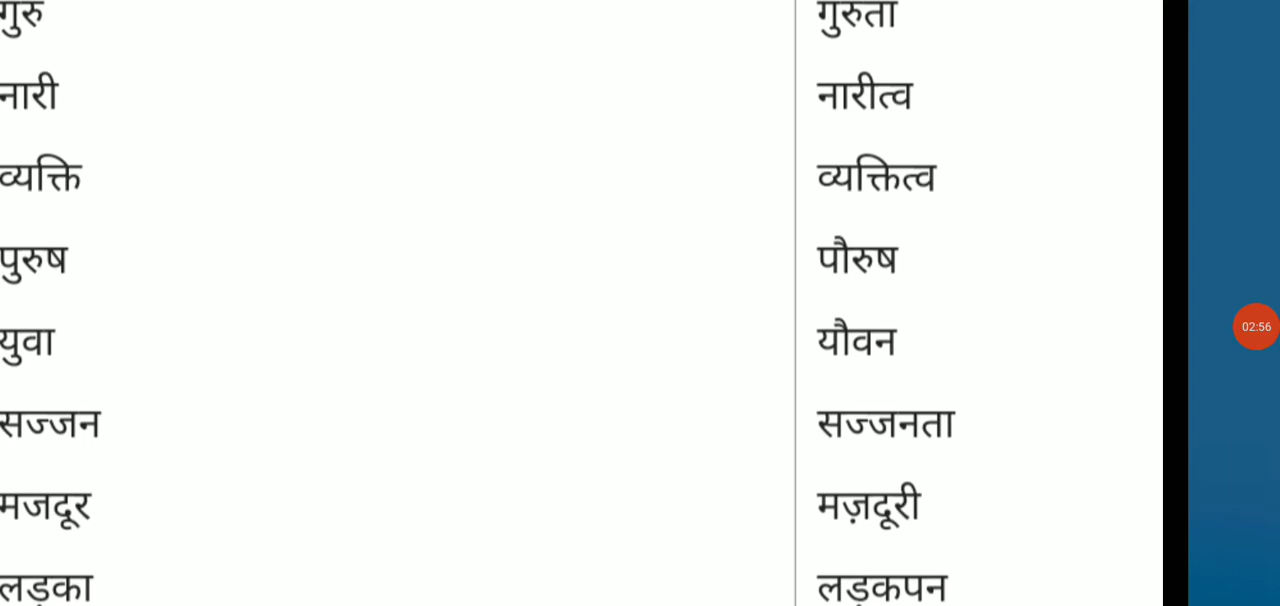 गुरु गुरुता
नारी नारीत्व
व्यक्ति व्यक्तित्व
पुरुष पौरुष
युवा यौवन
सज्जन सज्जनता
मजदूर मज़दूरी
लड़का लड़कपन
02:56